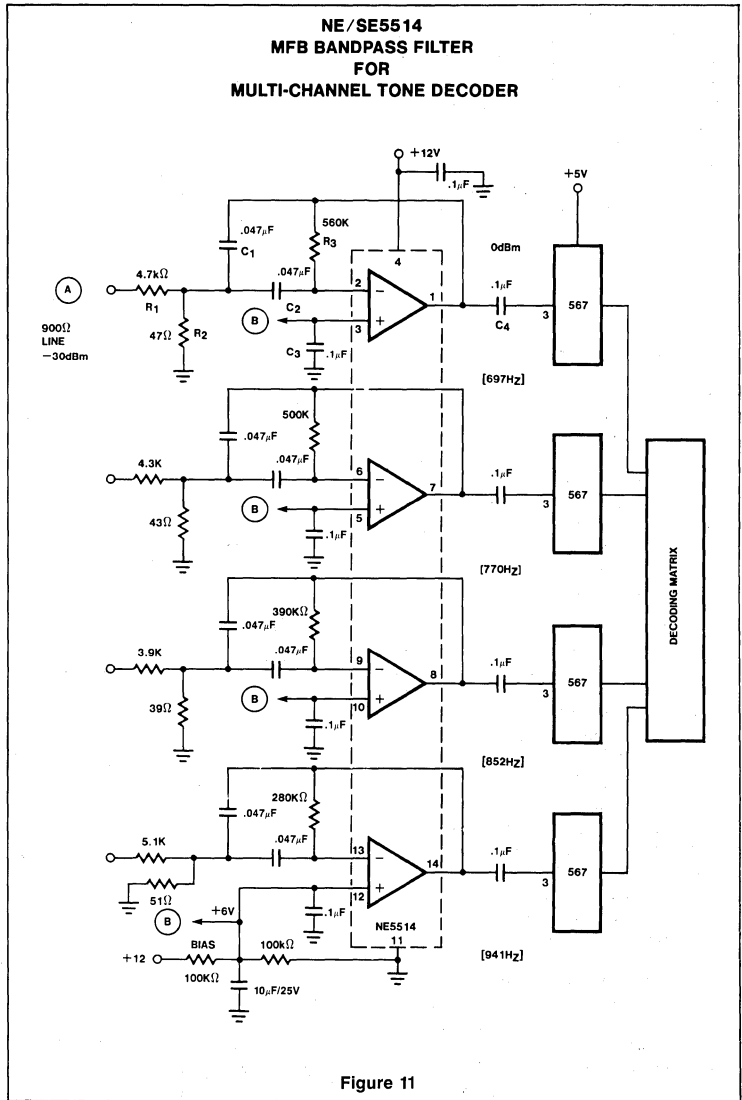 NE/SE5514
MFB BANDPASS FILTER
FOR
MULTI-CHANNEL TONE DECODER
+12V
.1μF
+5V
560K
.047μF
R3
C1
4
0dBm
4.7kΩ
.047μF
2
−
1
.1μF
567
A
R1
C2
B
3
+
C4
3
900Ω
LINE
−30dBm
47Ω
R2
C3
.1μF
[697HZ]
500K
.047μF
.047μF
4.3K
6
−
7
.1μF
567
B
5
+
3
43Ω
.1μF
[770HZ]
DECODING MATRIX
390KΩ
.047μF
.047μF
3.9K
9
−
8
.1μF
567
B
10
+
3
39Ω
.1μF
[852HZ]
280KΩ
.047μF
.047μF
5.1K
13
−
14
.1μF
567
12
+
3
51Ω
B
+6V
.1μF
NE5514
11
BIAS
100kΩ
+12
100KΩ
[941HZ]
10μF/25V
Figure 11